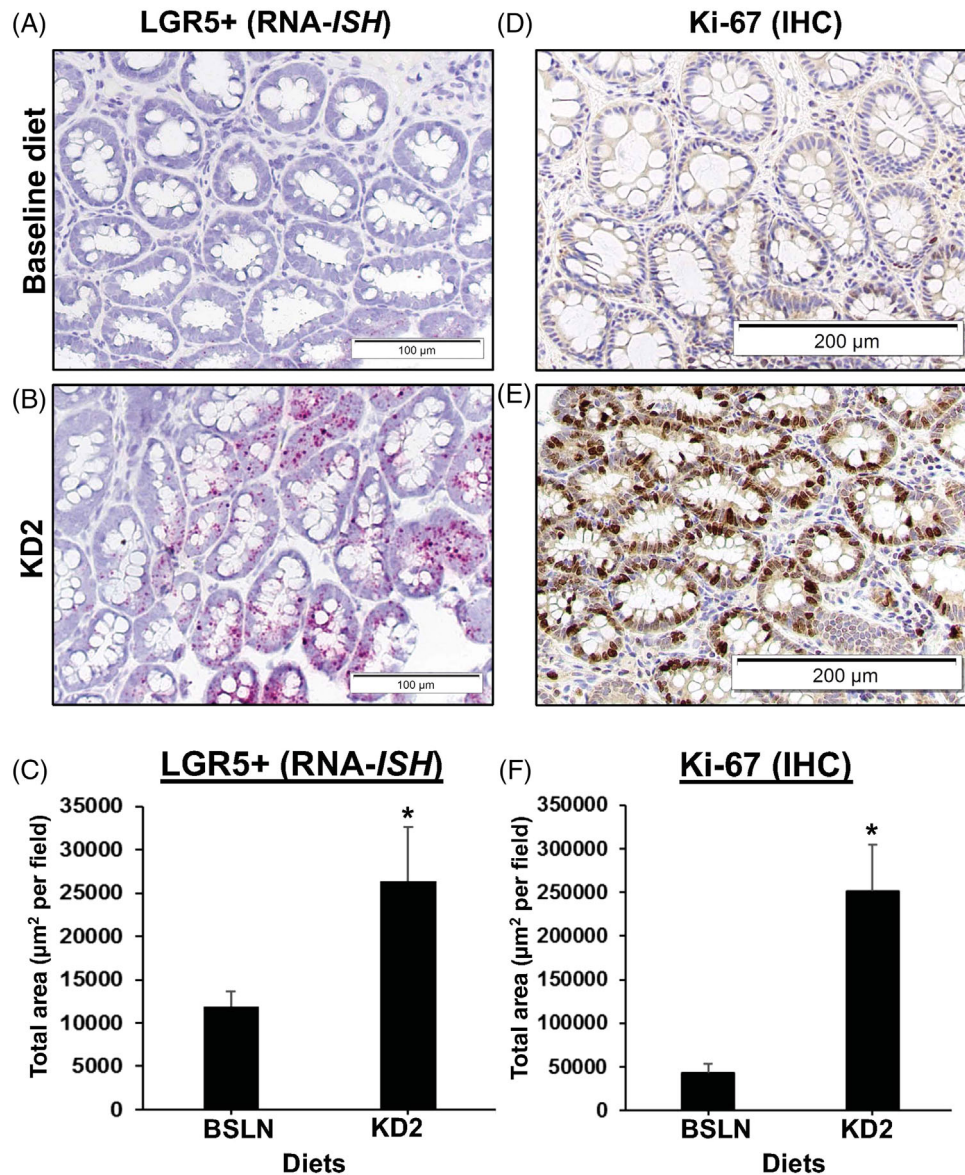 (A)
LGR5+ (RNA-ISH)
(D)
Ki-67 (IHC)
Baseline diet
100 µm
200 µm
(B)
KD2
100 µm
(E)
200 µm
(C)
LGR5+ (RNA-ISH)
Total area (µm² per field)
35000
30000
25000
20000
15000
10000
5000
0
*
BSLN
KD2
Diets
(F)
Ki-67 (IHC)
Total area (µm² per field)
350000
300000
250000
200000
150000
100000
50000
0
*
BSLN
KD2
Diets